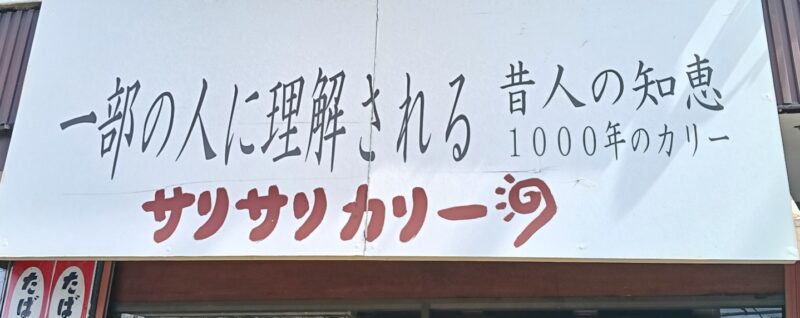 一部の人に理解される
昔人の知恵
1000年のカリー
サリサリカリー
たば
たば